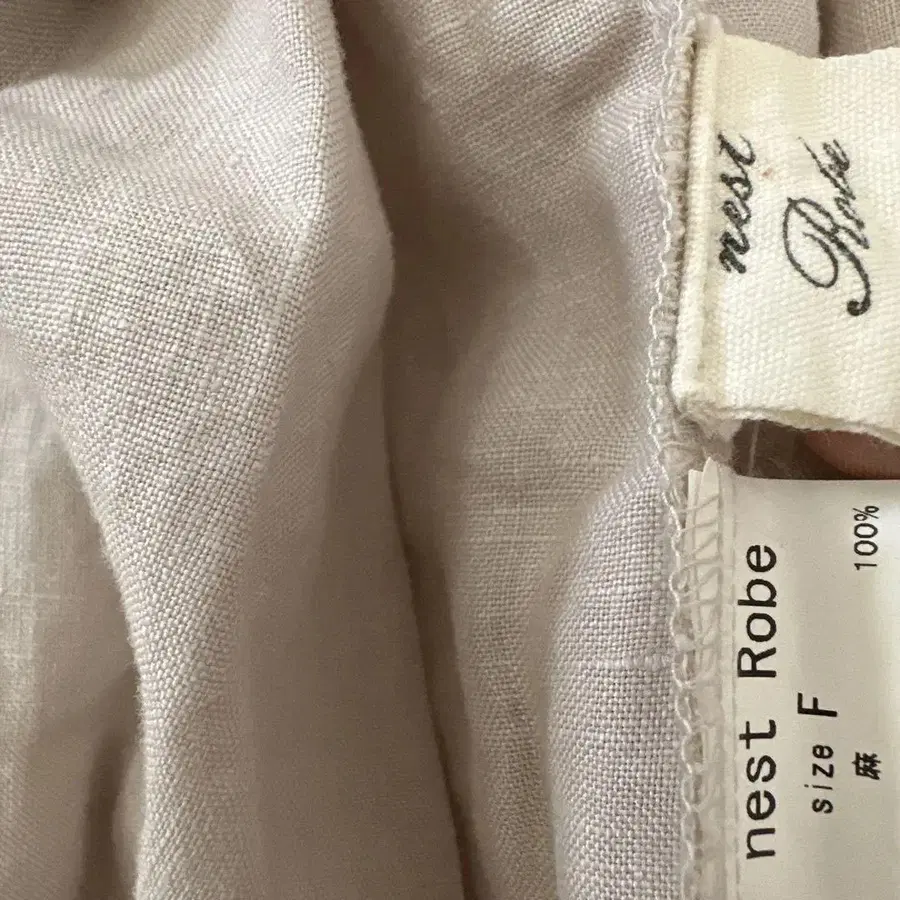 nest
Robe
nest Robe
size F
麻 100%